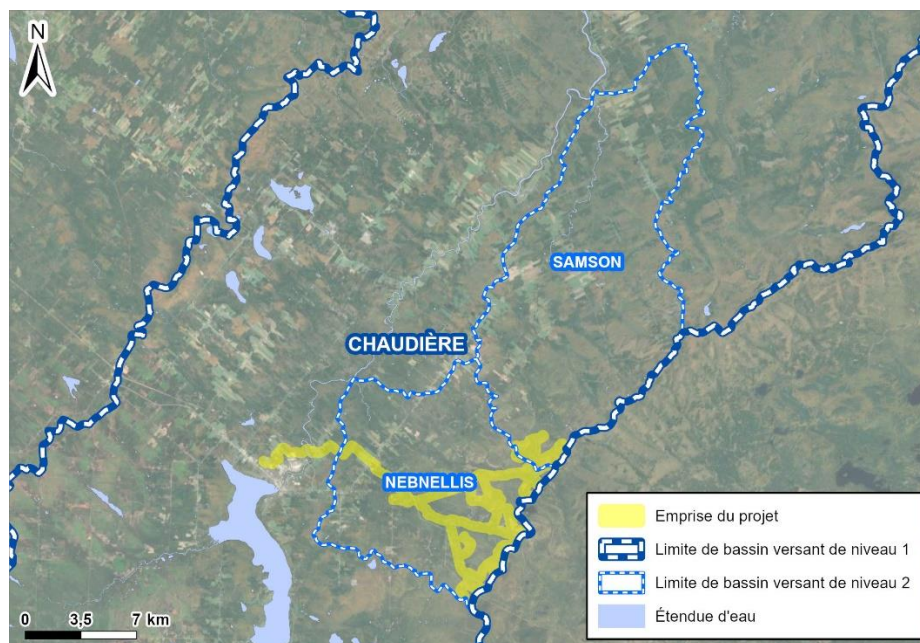 N
SAMSON
CHAUDIÈRE
NEBNELLIS
Emprise du projet
Limite de bassin versant de niveau 1
Limite de bassin versant de niveau 2
Étendue d'eau
0 3,5 7 km